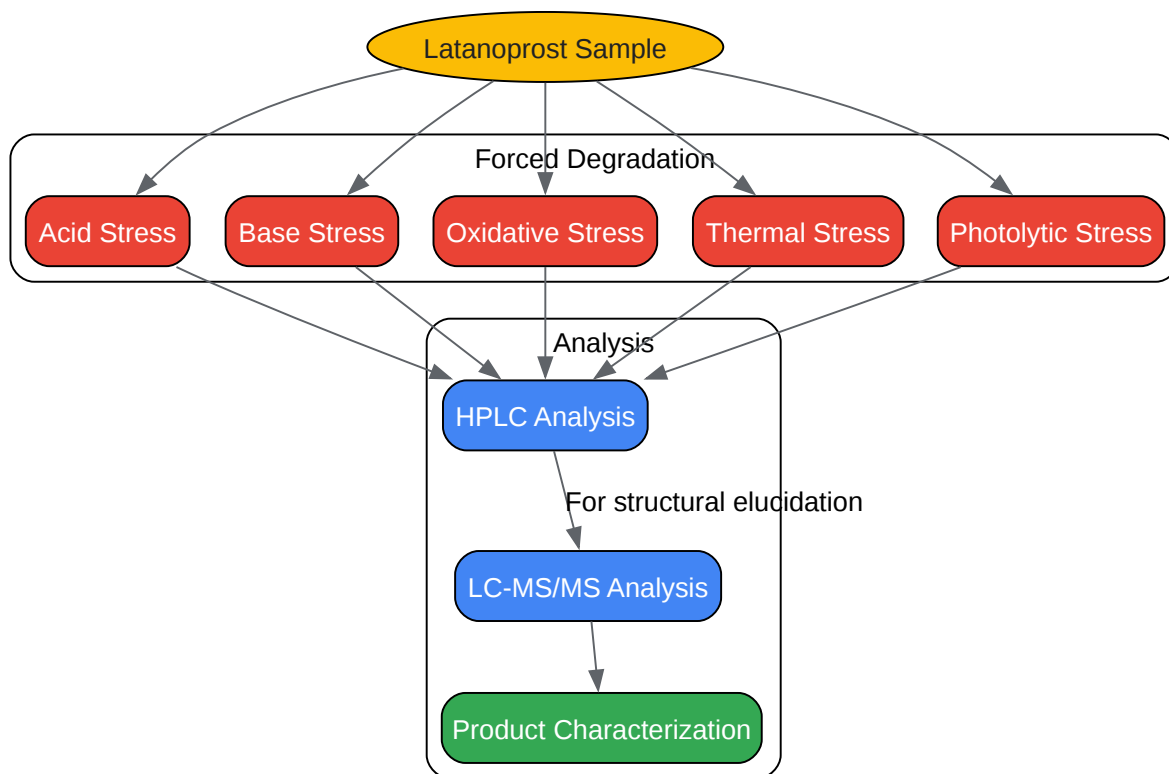 Latanoprost Sample
Forced Degradation
Acid Stress
Base Stress
Oxidative Stress
Thermal Stress
Photolytic Stress
Analysis
HPLC Analysis
For structural elucidation
LC-MS/MS Analysis
Product Characterization